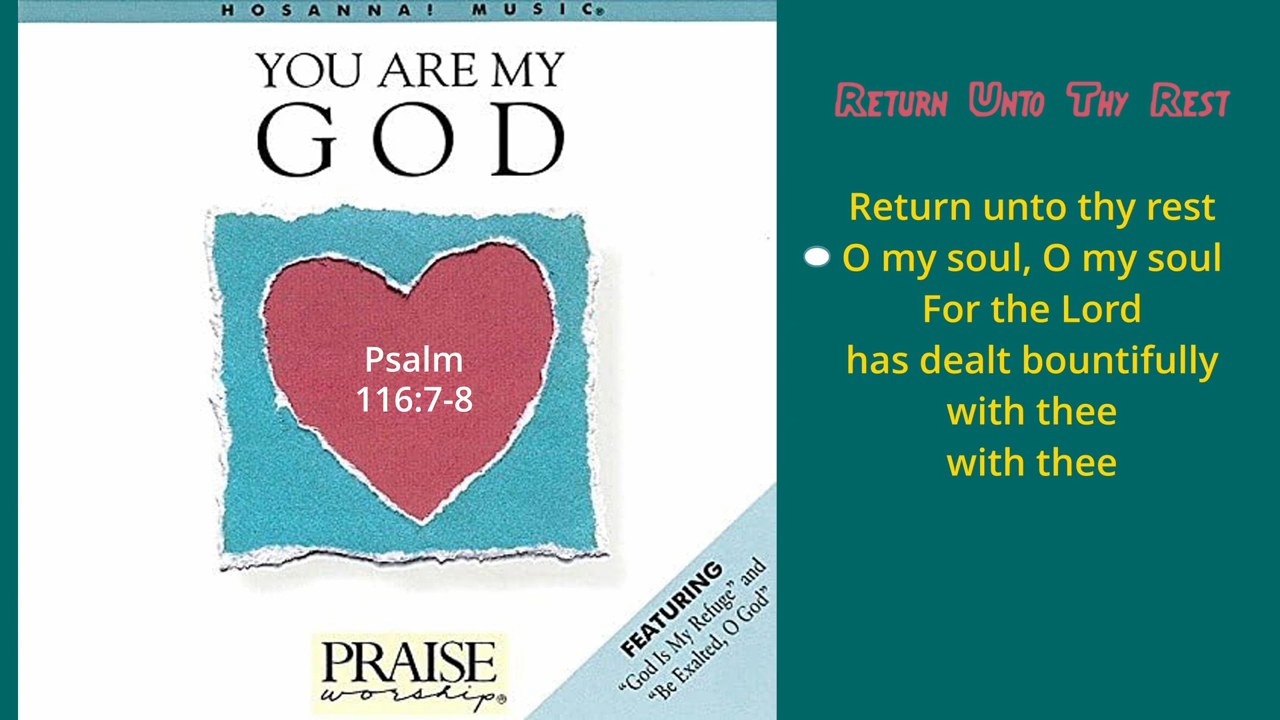 HOSANNA! MUSIC®
YOU ARE MY
GOD
Psalm
116:7-8
FEATURING
"God Is My Refuge" and
"Be Exalted, O God"
PRAISE
worship®
Return Unto Thy Rest
Return unto thy rest
O my soul, O my soul
For the Lord
has dealt bountifully
with thee
with thee